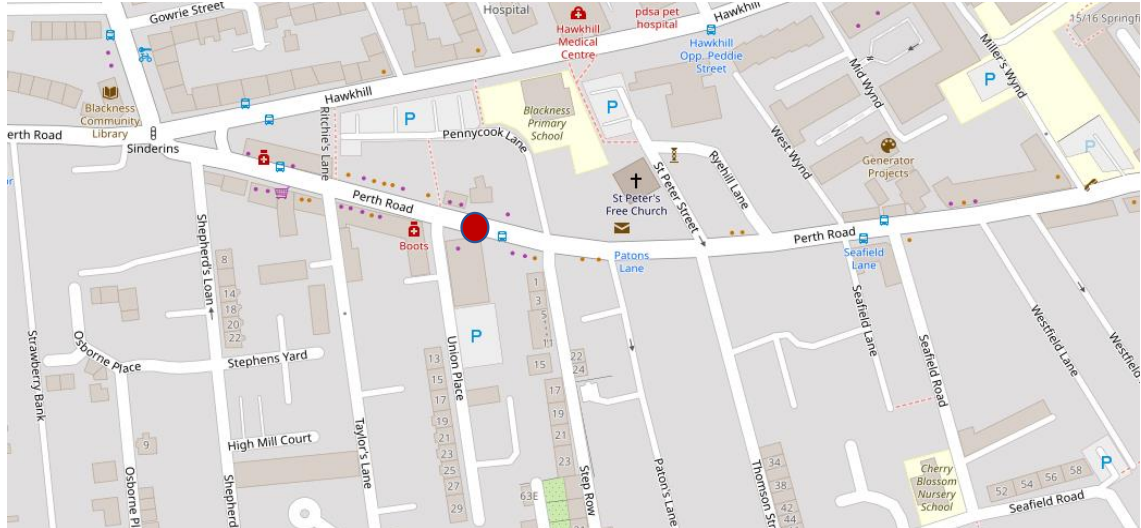 Gowrie Street
Hospital
pdsa pet
hospital
Hawkhill
15/16 Springf
Hawkhill
Medical
Centre
Hawkhill
Opp. Peddie
Street
Miller's Wynd
Mid Wynd
P
Blackness
Community
Library
Hawkhill
Ritchie's Lane
P
Blackness
Primary
School
P
P
erth Road
Sinderins
Pennycook Lane
West Wynd
Generator
Projects
Ryehill Lane
St Peter Street
St Peter's
Free Church
Perth Road
Boots
Patons
Lane
Perth Road
Seafield
Lane
Shepherd's Loan
8
14
18
20
22
1
3
5
11
15
22
24
P
Osborne Place
Stephens Yard
Strawberry Bank
Union Place
13
15
17
19
21
25
27
29
17
19
21
23
Seafield Lane
Seafield Road
Westfield Lane
Westfield
9
High Mill Court
Taylor's Lane
Osborne Pl
Shepherd
63E
Step Row
Paton's Lane
Thomson Str
34
38
42
44
Cherry
Blossom
Nursery
School
52
54
56
58
P
Seafield Road